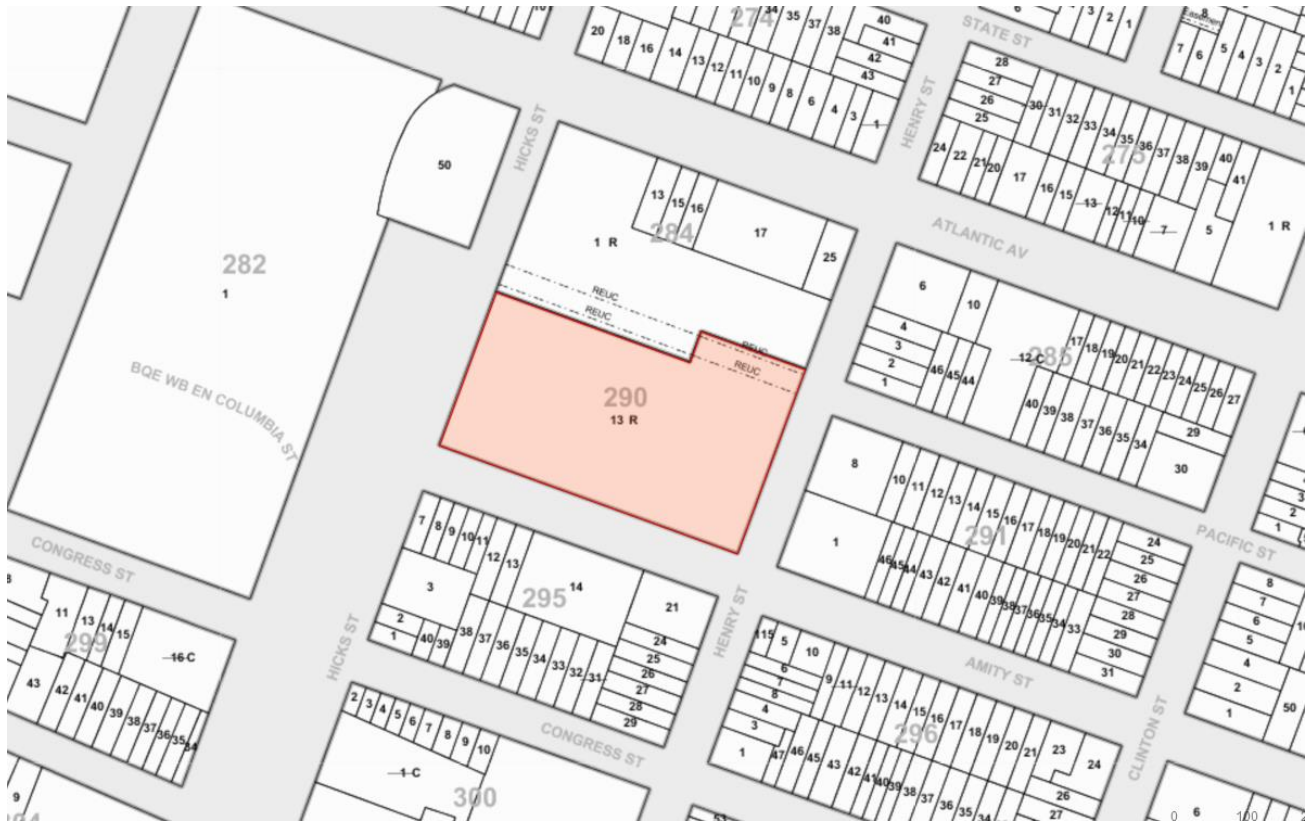 274
34 35 37 38
40
41
42
43
20 18 16 14 13 12 11 10 9 8 6 4 3 1
STATE ST
6
3 2 1
8
Easement
7 6 5 4 3 2 1
HICKS ST
HENRY ST
28
27
26
25
30 31 32 33 34 35 36 37 38 39 40 41
275
24 22 21 20 17 16 15 13 12 11 10 7 5
1 R
50
13 15 16 17 25
284
1 R
REUC
REUC
REUC
REUC
ATLANTIC AV
282
1
BQE WB EN COLUMBIA ST
290
13 R
6 10
4
3
2
1
46 45 44
12 C
285
17 18 19 20 21 22 23 24 25 26 27
40 39 38 37 36 35 34
29
30
8 10 11 12 13 14 15 16 17 18 19 20 21 22
291
1
46 45 44 43 42 41 40 39 38 37 36 35 34 33
24
25
26
27
28
29
30
31
PACIFIC ST
3
2
1
CONGRESS ST
8
11 13 14 15
299
16 C
43 42 41 40 39 38 37 36 35 34
HICKS ST
7 8 9 10 11 12 13 14
295
3
2
1
40 39 38 37 36 35 34 33 32 31
21
24
25
26
27
28
29
HENRY ST
AMITY ST
8
7
6
5
4
2
1
50
115 5 10
6
7
8
4
3
1
9 11 12 13 14 15 16 17 18 19 20 21 23 24
296
47 46 45 43 42 41 40 39 38 37 36 35 34
26
27
CLINTON ST
CONGRESS ST
2 3 4 5 6 7 8 9 10
1 C
300
9
53
6
0 100